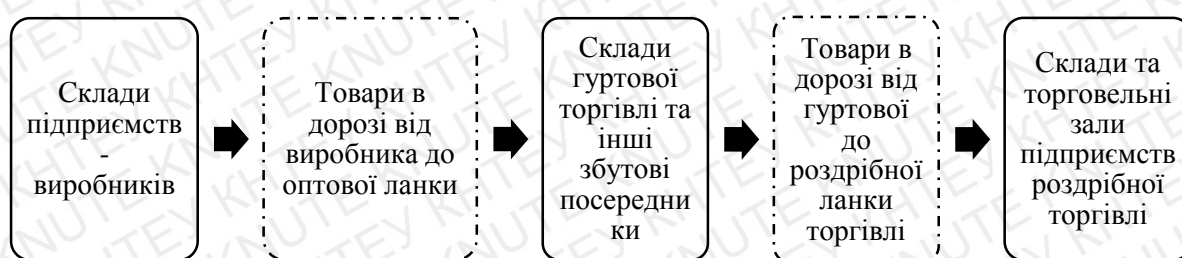 Склади
підприємств
-
виробників
Товари в
дорозі від
виробника до
оптової ланки
Склади
гуртової
торгівлі та
інші
збутові
посередни
ки
Товари в
дорозі від
гуртової
до
роздрібної
ланки
торгівлі
Склади та
торговельні
зали
підприємств
роздрібної
торгівлі